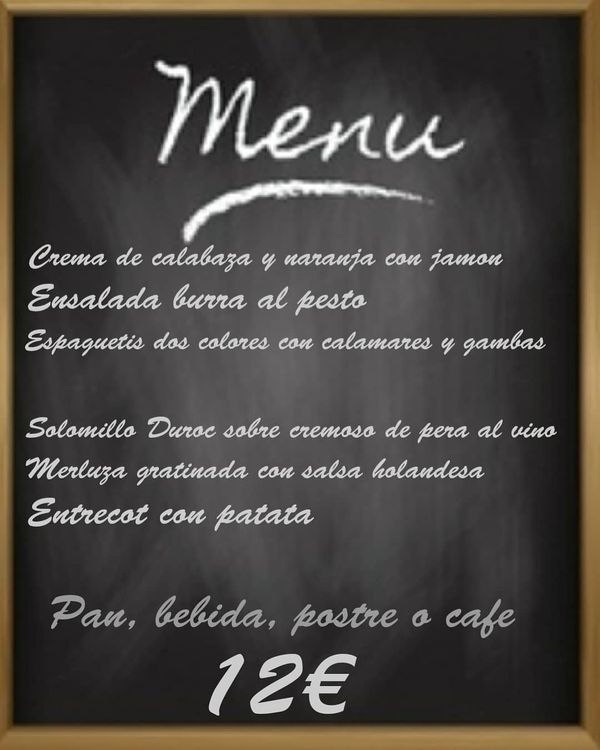 Menu
Crema de calabaza y naranja con jamon
Ensalada burra al pesto
Espaguetis dos colores con calamares y gambas
Solomillo Duroc sobre cremoso de pera al vino
Merluza gratinada con salsa holandesa
Entrecot con patata
Pan, bebida, postre o cafe
12€